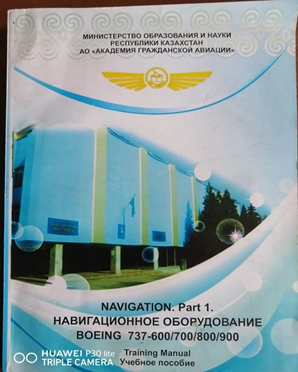 МИНИСТЕРСТВО ОБРАЗОВАНИЯ И НАУКИ
РЕСПУБЛИКИ КАЗАХСТАН
АО «АКАДЕМИЯ ГРАЖДАНСКОЙ АВИАЦИИ»
NAVIGATION. Part 1.
НАВИГАЦИОННОЕ ОБОРУДОВАНИЕ
BOEING 737-600/700/800/900
Training Manual
Учебное пособие
HUAWEI P30 lite
TRIPLE CAMERA